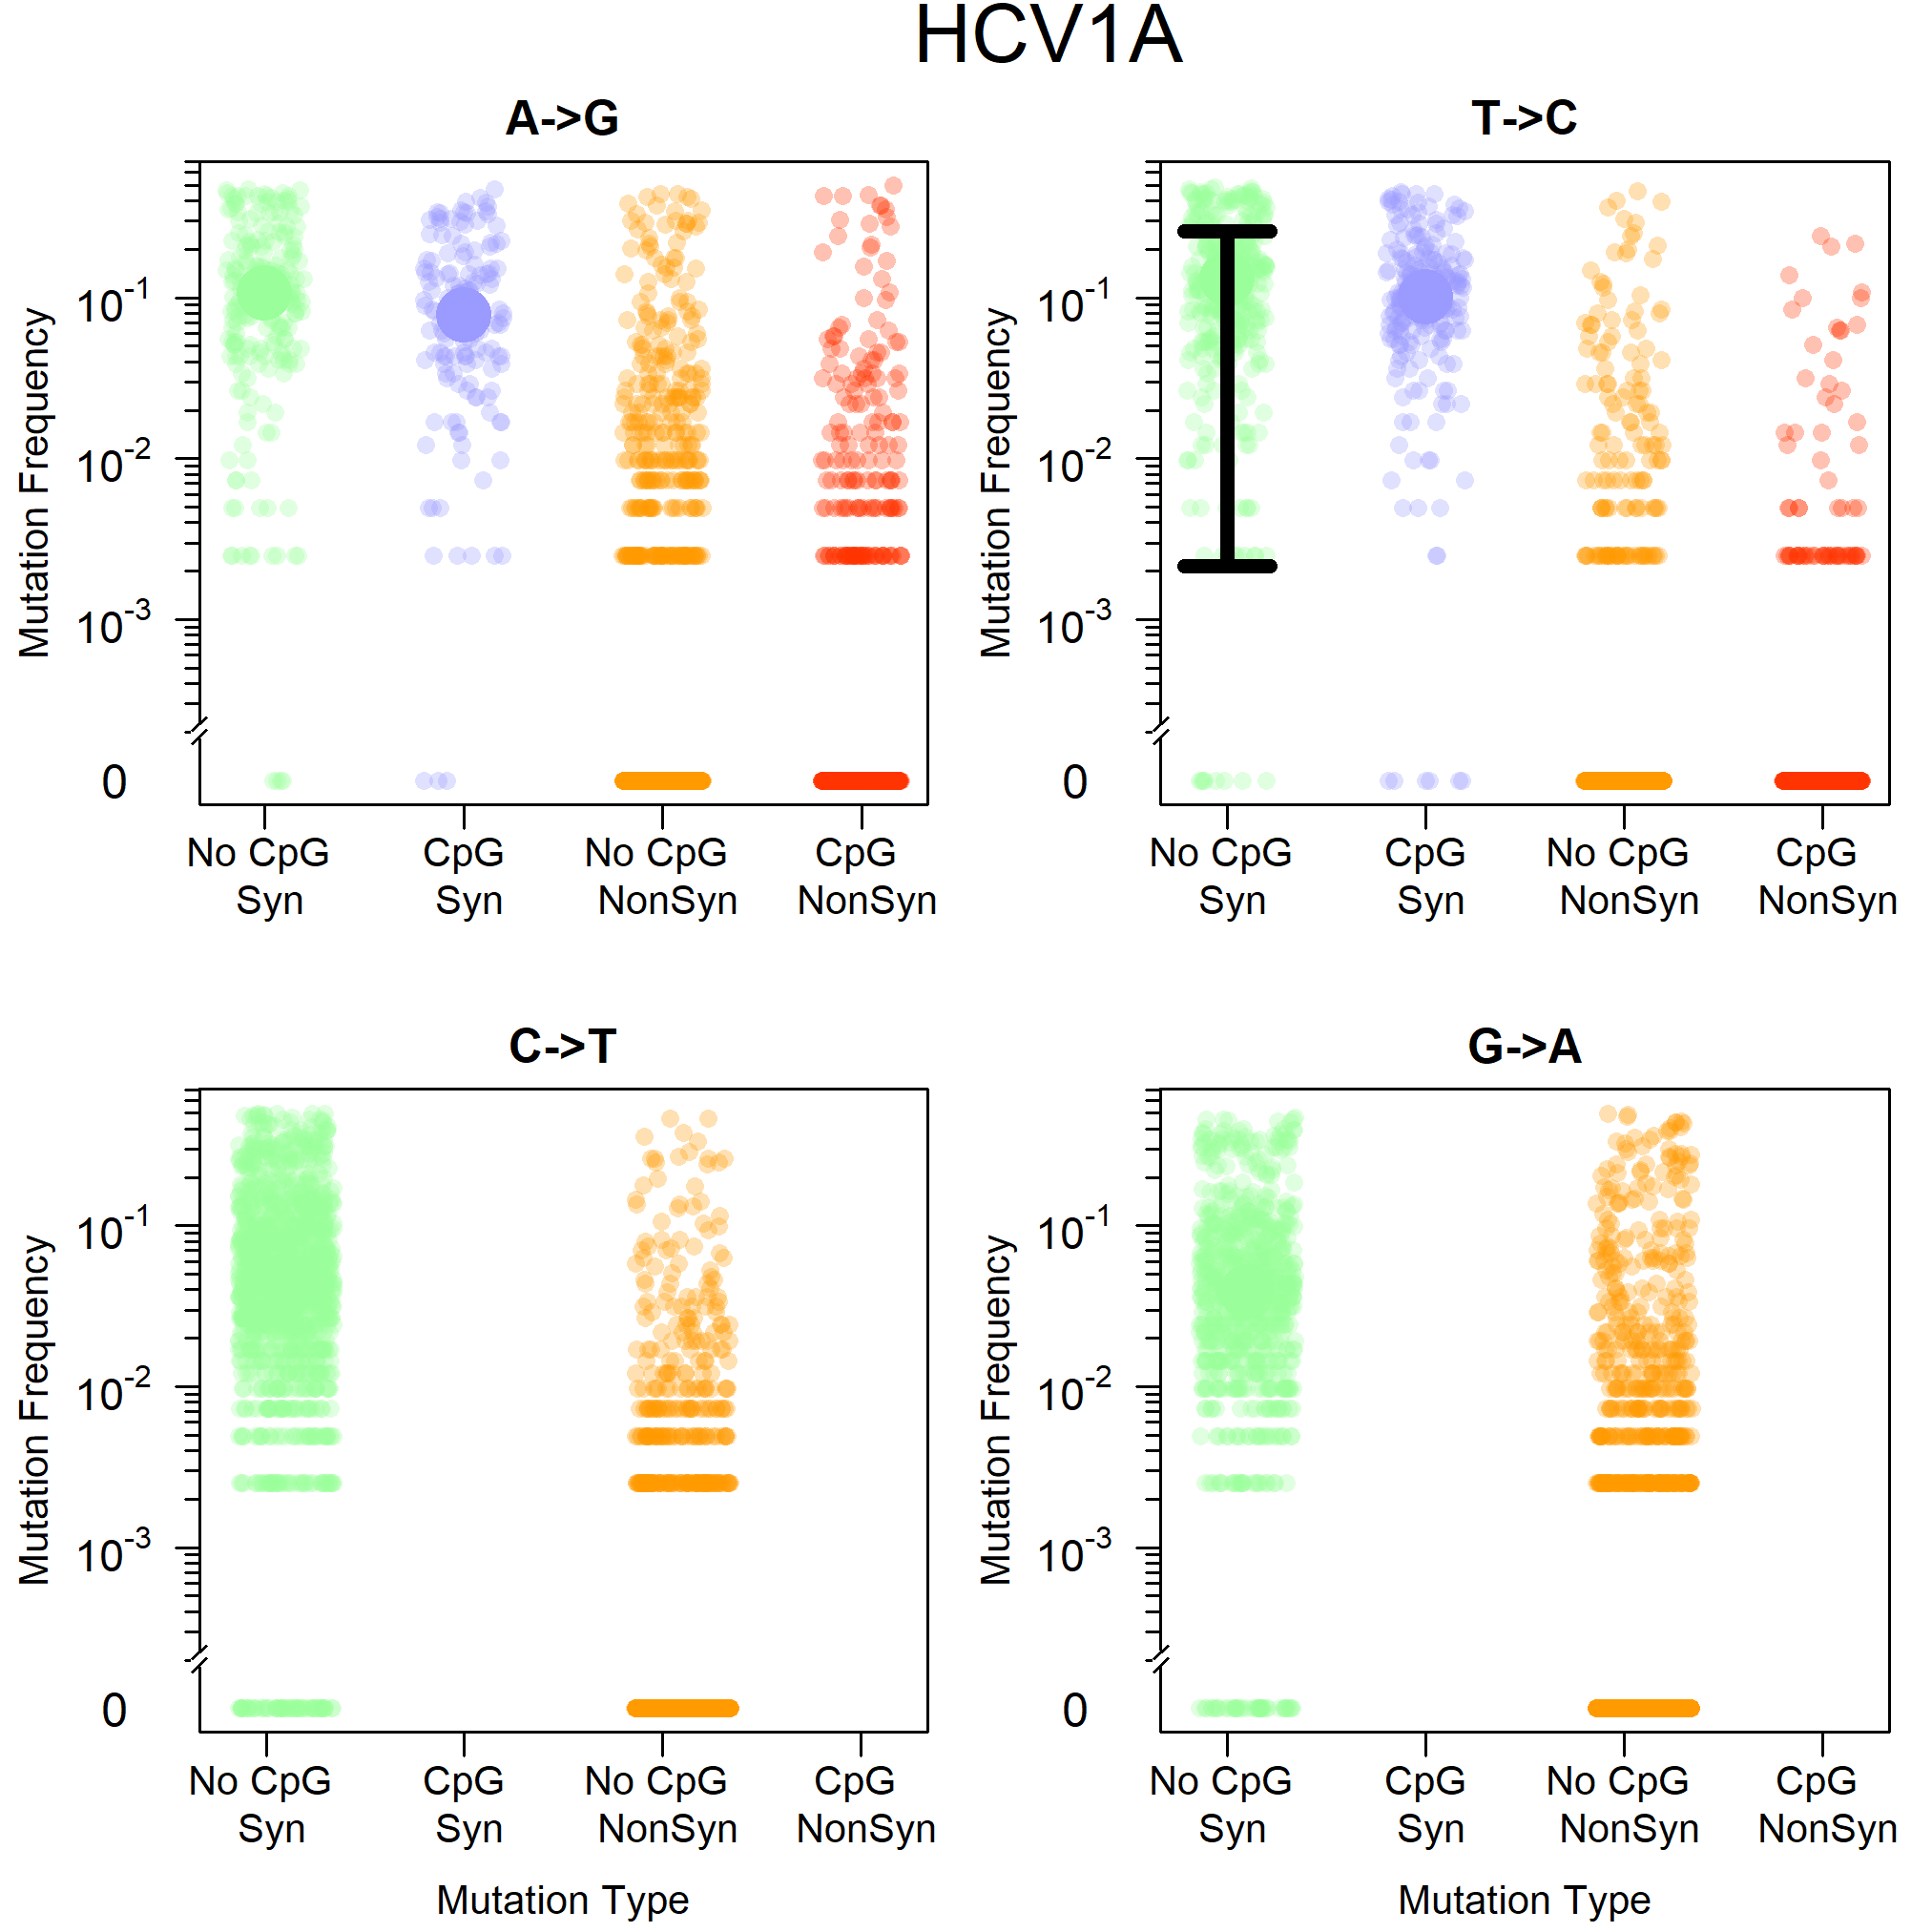 HCV1A
A->G
Mutation Frequency
10-1
10-2
10-3
0
No CpG CpG No CpG CpG
Syn Syn NonSyn NonSyn
T->C
Mutation Frequency
10-1
10-2
10-3
0
No CpG CpG No CpG CpG
Syn Syn NonSyn NonSyn
C->T
Mutation Frequency
10-1
10-2
10-3
0
No CpG CpG No CpG CpG
Syn Syn NonSyn NonSyn
Mutation Type
G->A
Mutation Frequency
10-1
10-2
10-3
0
No CpG CpG No CpG CpG
Syn Syn NonSyn NonSyn
Mutation Type